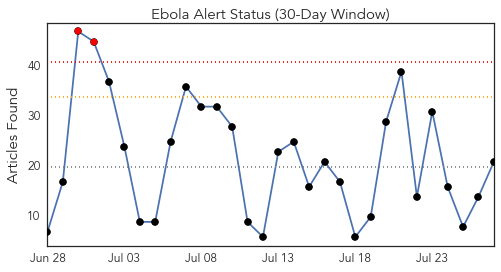 Ebola Alert Status (30-Day Window)
Articles Found
40
30
20
10
Jun 28 Jul 03 Jul 08 Jul 13 Jul 18 Jul 23